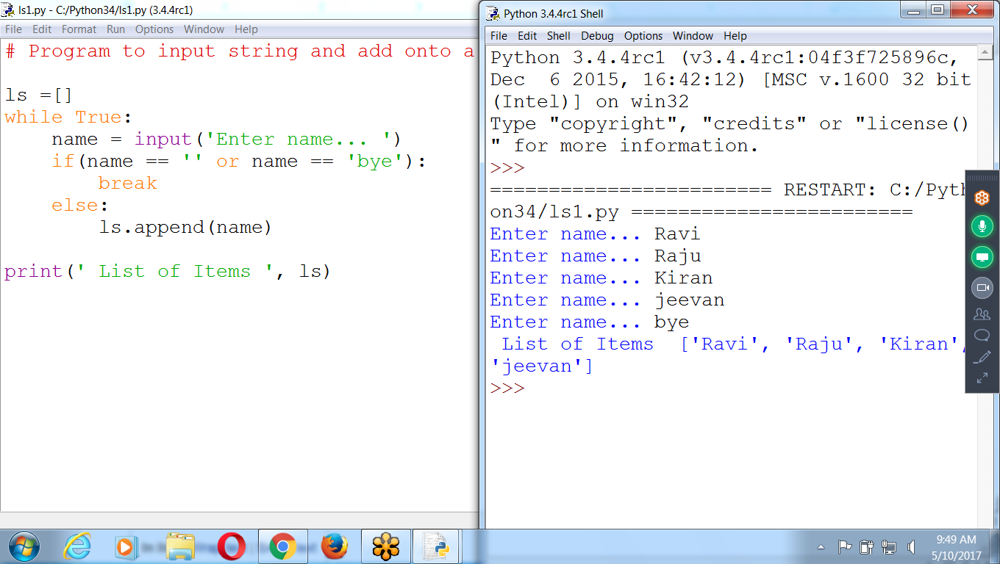 ls1.py - C:/Python34/ls1.py (3.4.4rc1)
File Edit Format Run Options Window Help
# Program to input string and add onto a
ls =[]
while True:
    name = input('Enter name... ')
    if(name == '' or name == 'bye'):
        break
    else:
        ls.append(name)
print(' List of Items ', ls)
Python 3.4.4rc1 Shell
File Edit Shell Debug Options Window Help
Python 3.4.4rc1 (v3.4.4rc1:04f3f725896c,
Dec  6 2015, 16:42:12) [MSC v.1600 32 bit
(Intel)] on win32
Type "copyright", "credits" or "license()
" for more information.
>>>
======================== RESTART: C:/Pyth
on34/ls1.py ========================
Enter name... Ravi
Enter name... Raju
Enter name... Kiran
Enter name... jeevan
Enter name... bye
 List of Items  ['Ravi', 'Raju', 'Kiran',
'jeevan']
>>>
9:49 AM
5/10/2017